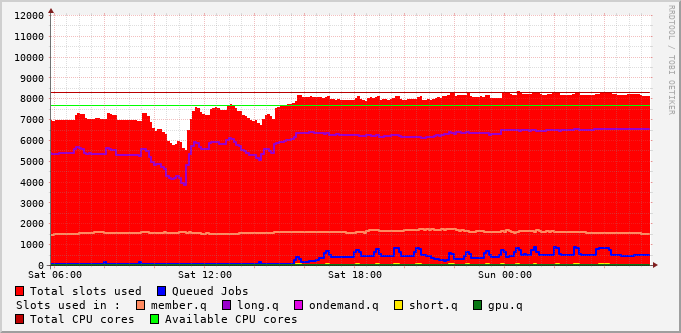 12000
11000
10000
9000
8000
7000
6000
5000
4000
3000
2000
1000
0
Sat 06:00 Sat 12:00 Sat 18:00 Sun 00:00
Total slots used Queued Jobs
Slots used in : member.q long.q ondemand.q short.q gpu.q
Total CPU cores Available CPU cores
RRDTOOL / TOBI OETIKER